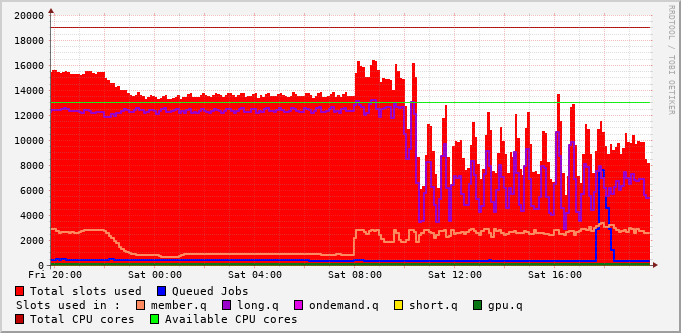 20000
18000
16000
14000
12000
10000
8000
6000
4000
2000
0
Fri 20:00 Sat 00:00 Sat 04:00 Sat 08:00 Sat 12:00 Sat 16:00
Total slots used Queued Jobs
Slots used in : member.q long.q ondemand.q short.q gpu.q
Total CPU cores Available CPU cores
RRDTOOL / TOBI OETIKER